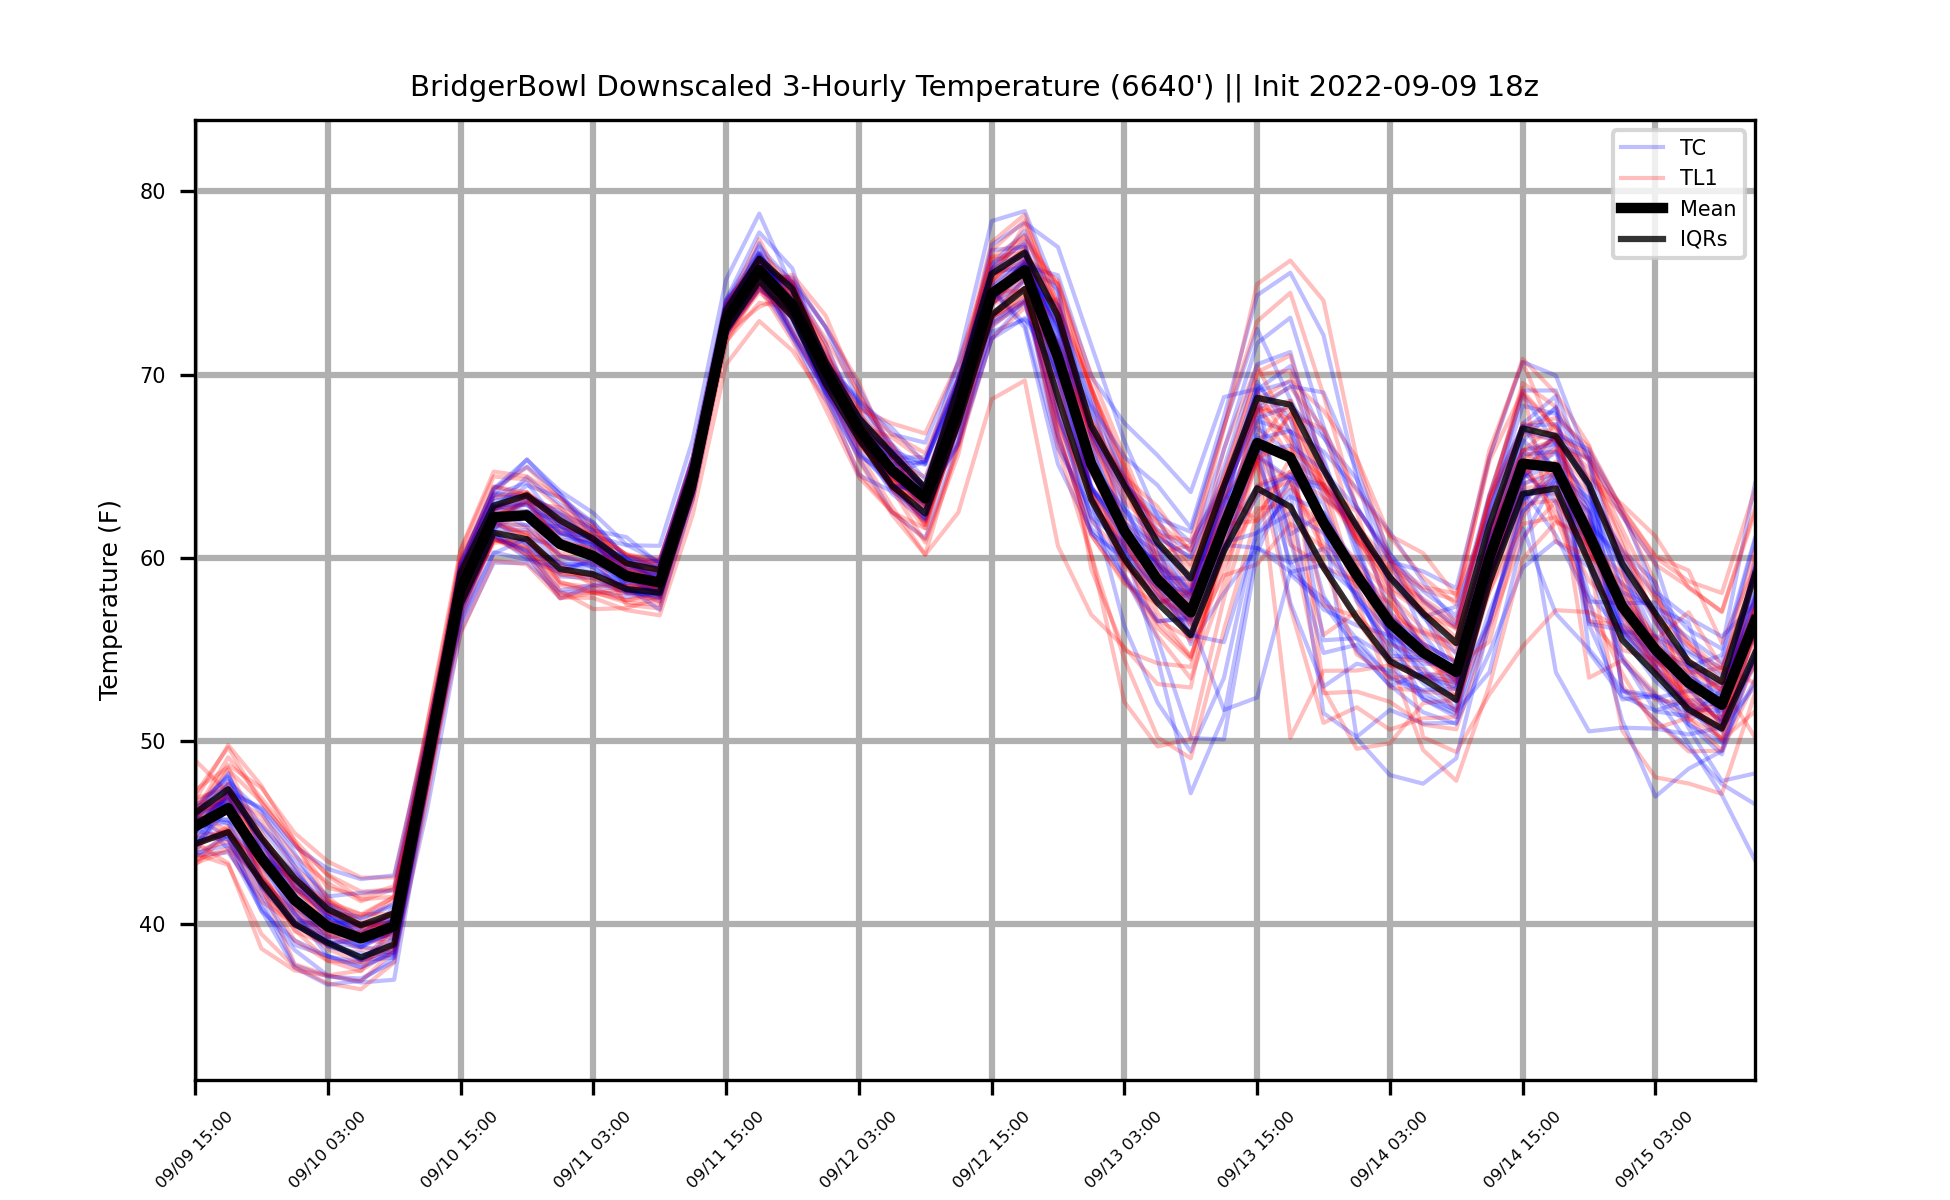 BridgerBowl Downscaled 3-Hourly Temperature (6640') || Init 2022-09-09 18z
TC
TL1
Mean
IQRs
Temperature (F)
80
70
60
50
40
09/09 15:00
09/10 03:00
09/10 15:00
09/11 03:00
09/11 15:00
09/12 03:00
09/12 15:00
09/13 03:00
09/13 15:00
09/14 03:00
09/14 15:00
09/15 03:00